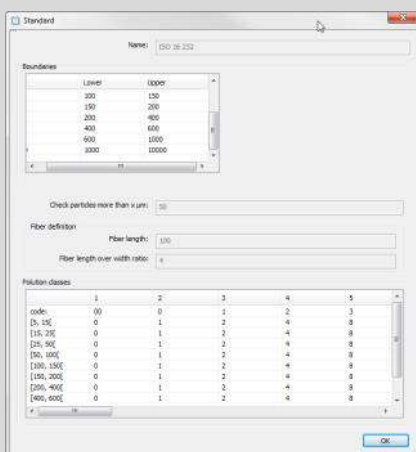 Standard
Name: ISO 16 232
Boundaries
Lower Upper
100 150
150 200
200 400
400 600
600 1000
1000 10000
Check particles more than x µm: 50
Fiber definition
Fiber length: 100
Fiber length over width ratio: 4
Polution classes
1 2 3 4 5
code: 00 0 1 2 3
[5, 15[ 0 1 2 4 8
[15, 25[ 0 1 2 4 8
[25, 50[ 0 1 2 4 8
[50, 100[ 0 1 2 4 8
[100, 150[ 0 1 2 4 8
[150, 200[ 0 1 2 4 8
[200, 400[ 0 1 2 4 8
[400, 600[ 0 1 2 4 8
OK